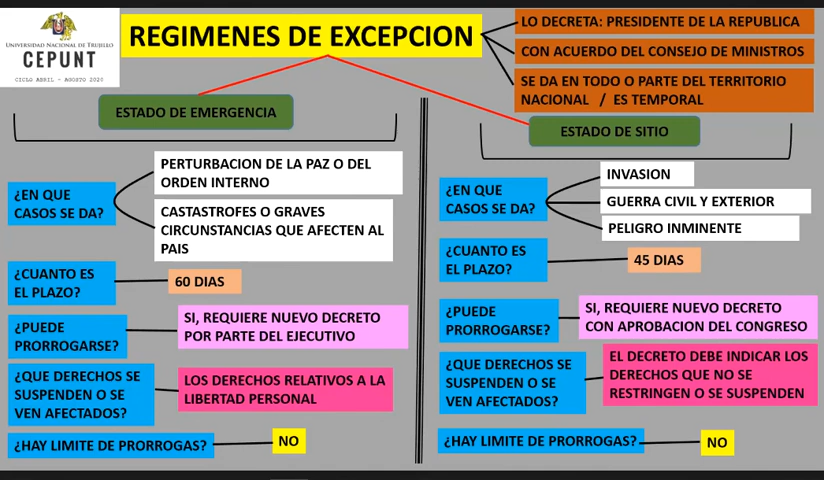 UNIVERSIDAD NACIONAL DE TRUJILLO
CEPUNT
CICLO ABRIL - AGOSTO 2020
REGIMENES DE EXCEPCION
LO DECRETA: PRESIDENTE DE LA REPUBLICA
CON ACUERDO DEL CONSEJO DE MINISTROS
SE DA EN TODO O PARTE DEL TERRITORIO
NACIONAL / ES TEMPORAL
ESTADO DE EMERGENCIA
¿EN QUE
CASOS SE DA?
PERTURBACION DE LA PAZ O DEL
ORDEN INTERNO
CASTASTROFES O GRAVES
CIRCUNSTANCIAS QUE AFECTEN AL
PAIS
¿CUANTO ES
EL PLAZO?
60 DIAS
¿PUEDE
PRORROGARSE?
SI, REQUIERE NUEVO DECRETO
POR PARTE DEL EJECUTIVO
¿QUE DERECHOS SE
SUSPENDEN O SE
VEN AFECTADOS?
LOS DERECHOS RELATIVOS A LA
LIBERTAD PERSONAL
¿HAY LIMITE DE PRORROGAS?
NO
ESTADO DE SITIO
¿EN QUE
CASOS SE DA?
INVASION
GUERRA CIVIL Y EXTERIOR
PELIGRO INMINENTE
¿CUANTO ES
EL PLAZO?
45 DIAS
¿PUEDE
PRORROGARSE?
SI, REQUIERE NUEVO DECRETO
CON APROBACION DEL CONGRESO
¿QUE DERECHOS SE
SUSPENDEN O SE
VEN AFECTADOS?
EL DECRETO DEBE INDICAR LOS
DERECHOS QUE NO SE
RESTRINGEN O SE SUSPENDEN
¿HAY LIMITE DE PRORROGAS?
NO